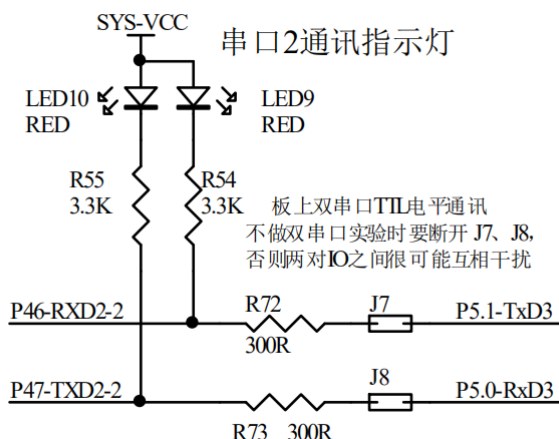 SYS-VCC
串口2通讯指示灯
LED10
RED
LED9
RED
R55
3.3K
R54
3.3K
板上双串口TTL电平通讯
不做双串口实验时要断开 J7、J8,
否则两对IO之间很可能互相干扰
P46-RXD2-2
R72
300R
J7
P5.1-TxD3
P47-TXD2-2
R73 300R
J8
P5.0-RxD3